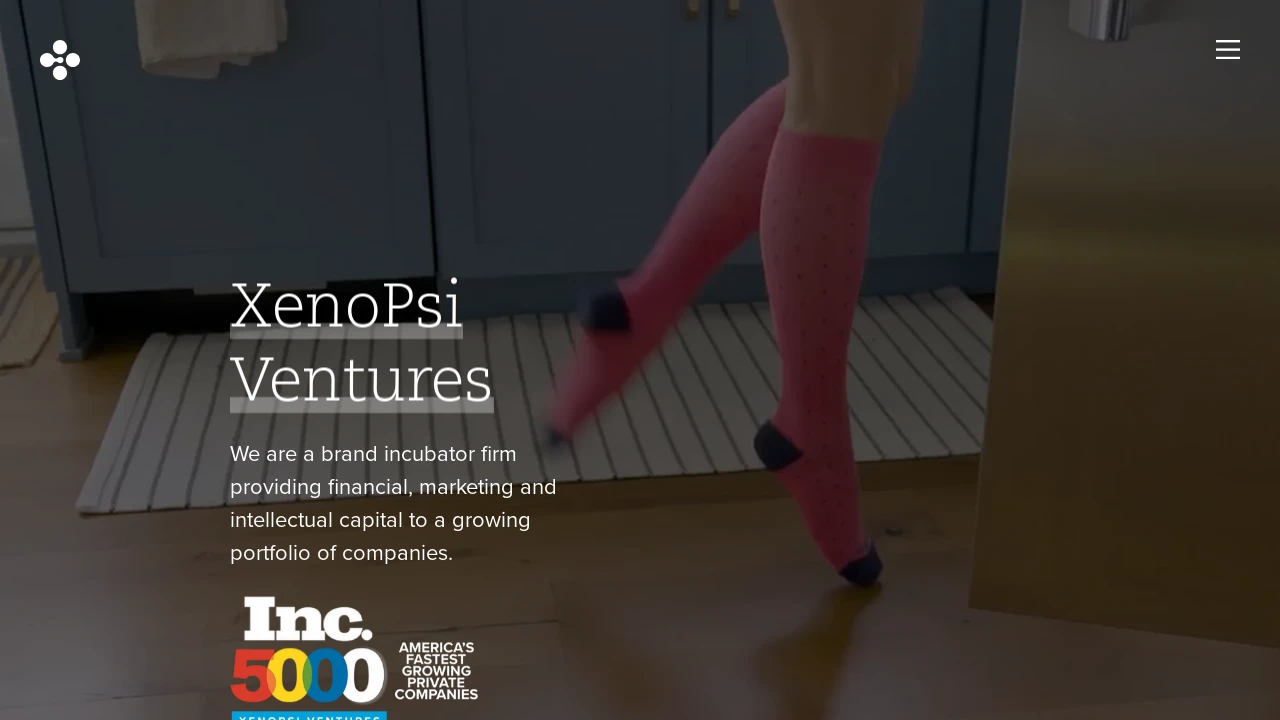 XenoPsi
Ventures
We are a brand incubator firm
providing financial, marketing and
intellectual capital to a growing
portfolio of companies.
Inc.
5000
AMERICA'S
FASTEST
GROWING
PRIVATE
COMPANIES
XENOPSI VENTURES